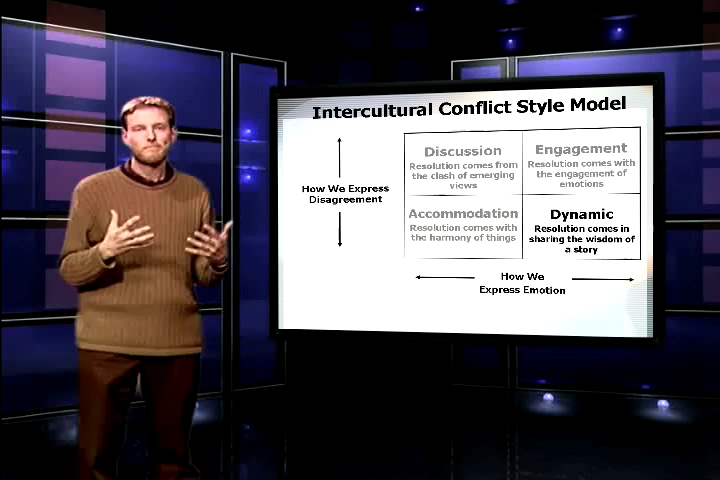 Intercultural Conflict Style Model
How We Express
Disagreement
Discussion
Resolution comes from
the clash of emerging
views
Engagement
Resolution comes with
the engagement of
emotions
Accommodation
Resolution comes with
the harmony of things
Dynamic
Resolution comes in
sharing the wisdom of
a story
How We
Express Emotion